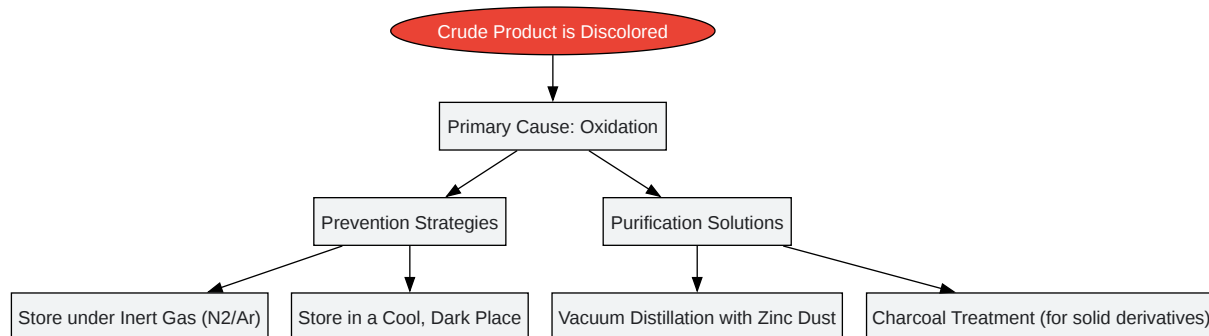 Crude Product is Discolored
Primary Cause: Oxidation
Prevention Strategies
Purification Solutions
Store under Inert Gas (N2/Ar)
Store in a Cool, Dark Place
Vacuum Distillation with Zinc Dust
Charcoal Treatment (for solid derivatives)